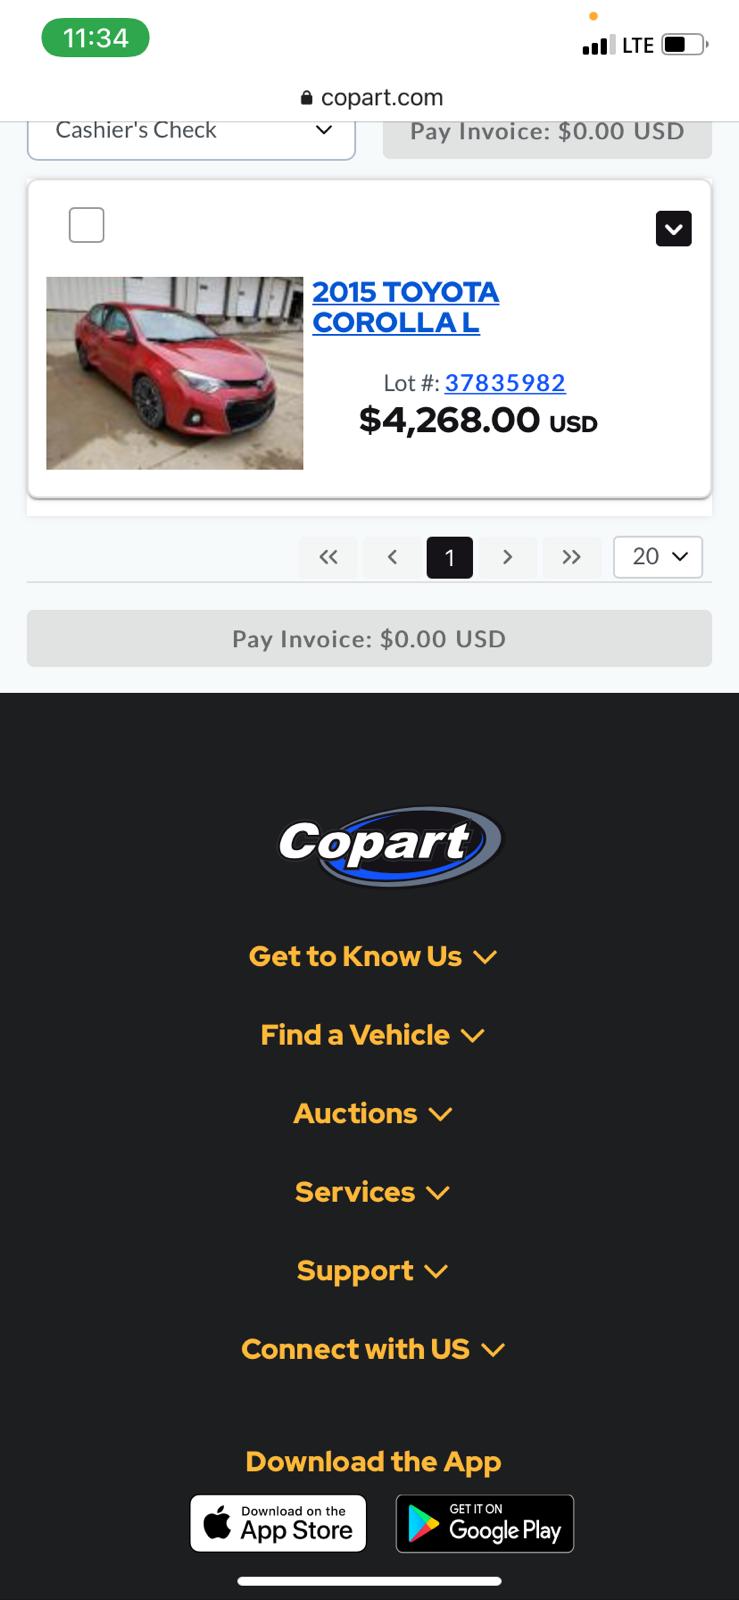 11:34
LTE
copart.com
Cashier's Check
Pay Invoice: $0.00 USD
2015 TOYOTA
COROLLA L
Lot #: 37835982
$4,268.00 USD
1
20
Pay Invoice: $0.00 USD
Copart
Get to Know Us
Find a Vehicle
Auctions
Services
Support
Connect with US
Download the App
Download on the
App Store
GET IT ON
Google Play